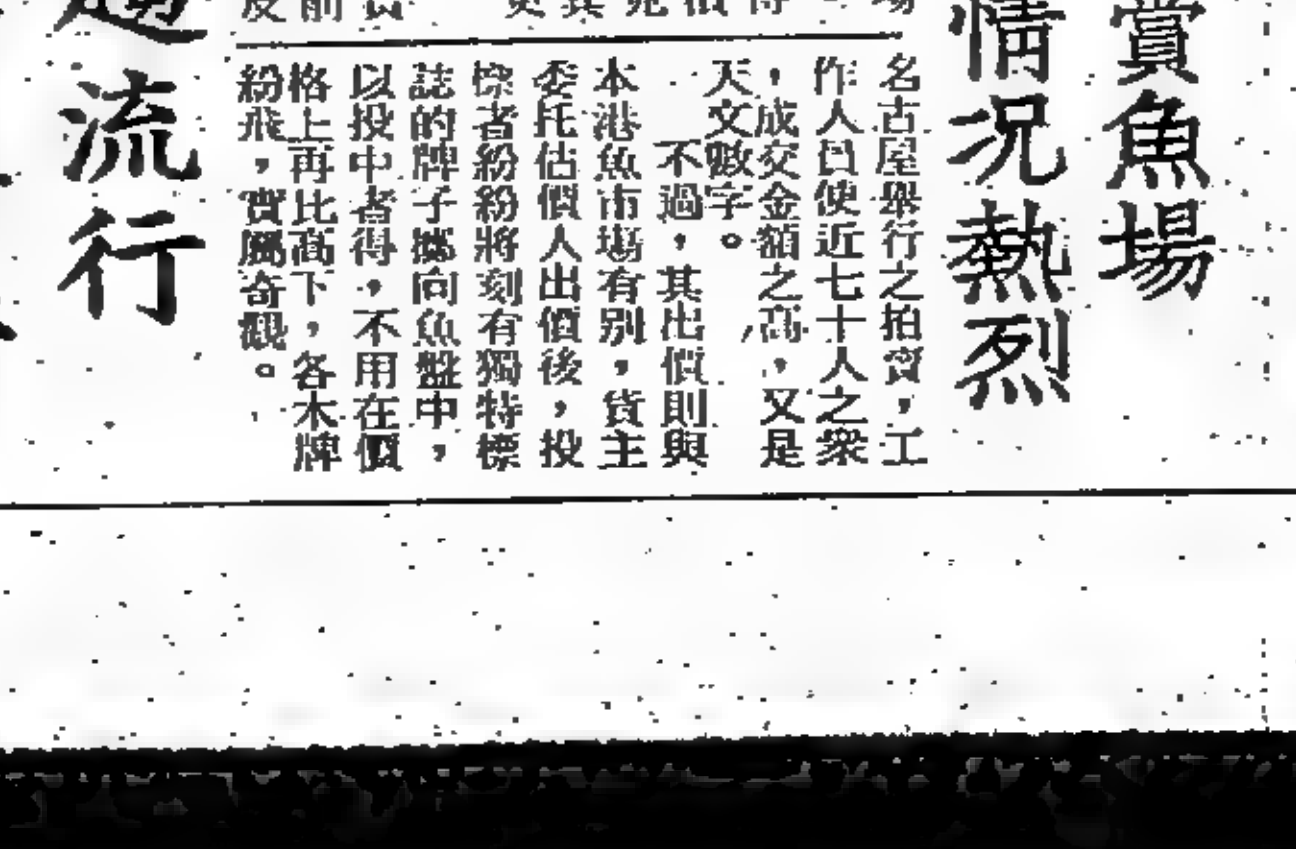 賞魚場
情况熱烈
名古屋舉行之拍賣，工
作人員使近七十人之衆
，成交金額之高，又是
天文數字。
不過，其出價則與
本港魚市場有别，貨主
委托估價人出價後，投
標者紛紛將刻有獨特標
誌的牌子擲向魚盤中，
以投中者得，不用在價
格上再比高下，各木牌
紛飛，實屬奇觀。
流行